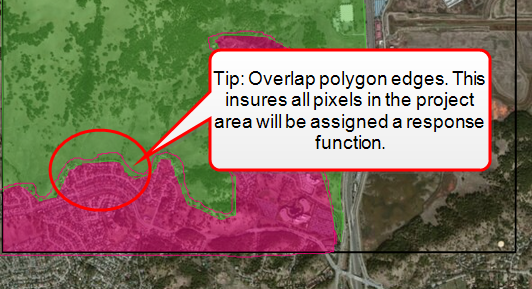 Tip: Overlap polygon edges. This
insures all pixels in the project
area will be assigned a response
function.